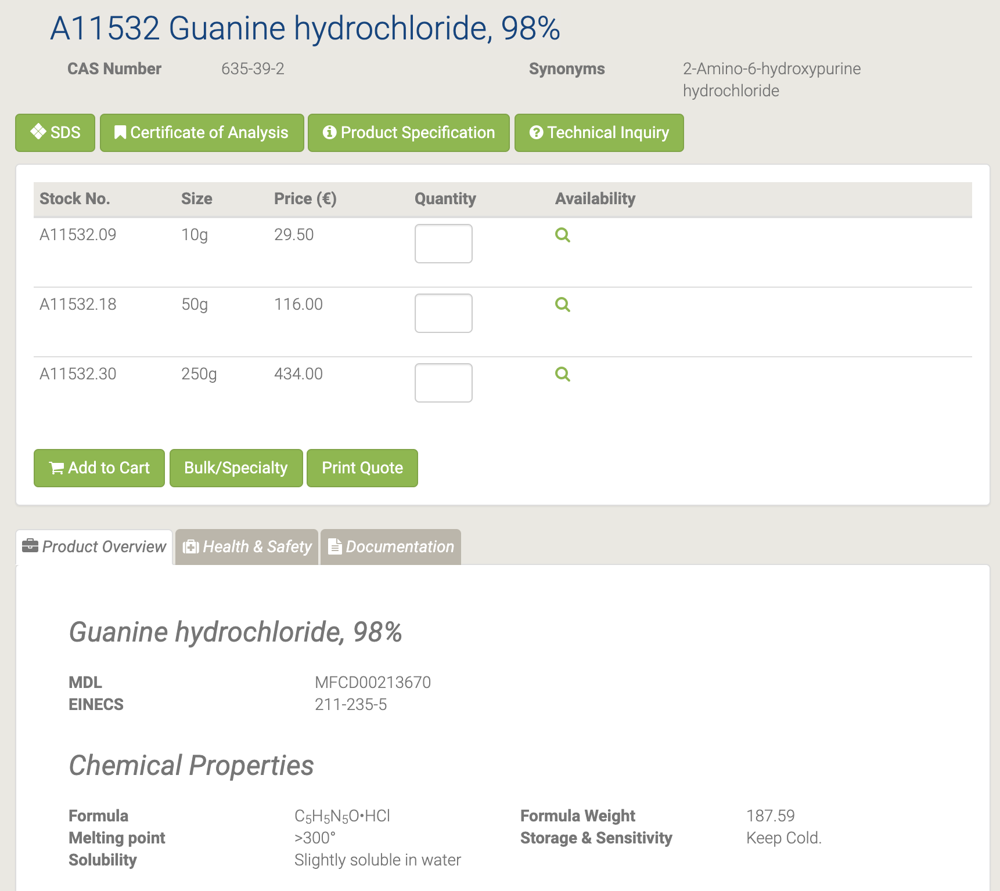 A11532 Guanine hydrochloride, 98%
CAS Number 635-39-2 Synonyms 2-Amino-6-hydroxypurine
hydrochloride
SDS Certificate of Analysis Product Specification Technical Inquiry
Stock No. Size Price (€) Quantity Availability
A11532.09 10g 29.50
A11532.18 50g 116.00
A11532.30 250g 434.00
Add to Cart Bulk/Specialty Print Quote
Product Overview Health & Safety Documentation
Guanine hydrochloride, 98%
MDL MFCD00213670
EINECS 211-235-5
Chemical Properties
Formula C₅H₅N₅O•HCl Formula Weight 187.59
Melting point >300° Storage & Sensitivity Keep Cold.
Solubility Slightly soluble in water